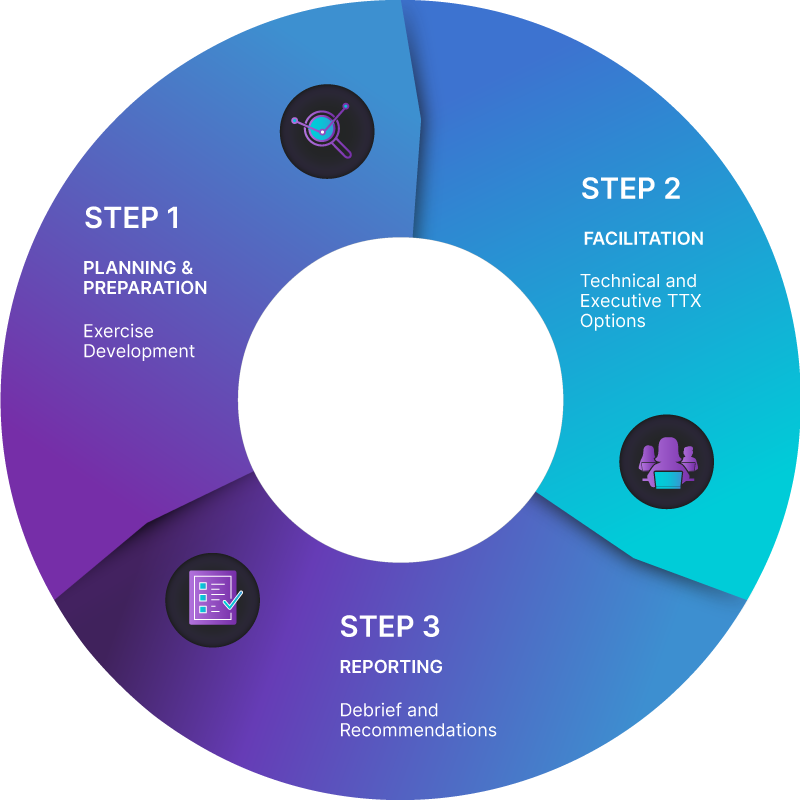 STEP 1
PLANNING &
PREPARATION
Exercise
Development
STEP 2
FACILITATION
Technical and
Executive TTX
Options
STEP 3
REPORTING
Debrief and
Recommendations